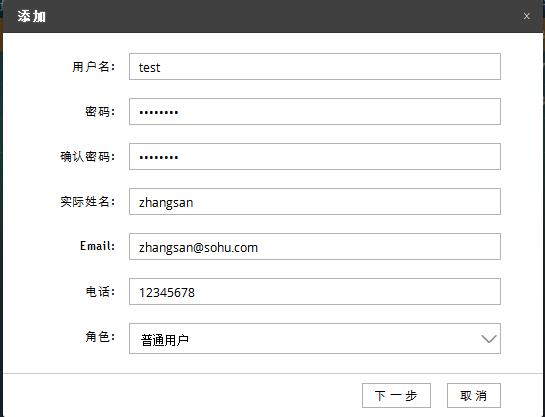 添加 x
用户名: test
密码: ••••••••
确认密码: ••••••••
实际姓名: zhangsan
Email: zhangsan@sohu.com
电话: 12345678
角色: 普通用户
下一步 取消